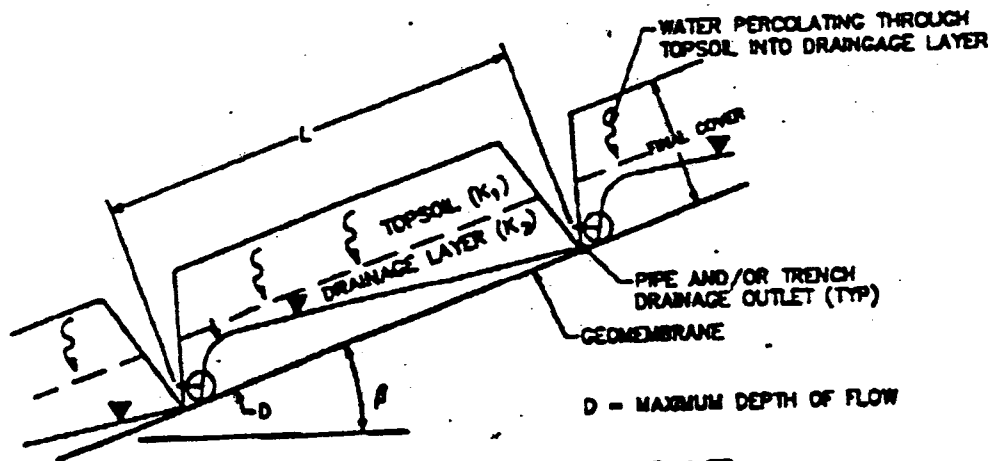 WATER PERCOLATING THROUGH
TOPSOIL INTO DRAINGAGE LAYER
L
FINAL COVER
TOPSOIL (K₁)
DRAINAGE LAYER (K₂)
PIPE AND/OR TRENCH
DRAINAGE OUTLET (TYP)
GEOMEMBRANE
D
β
D = MAXIMUM DEPTH OF FLOW